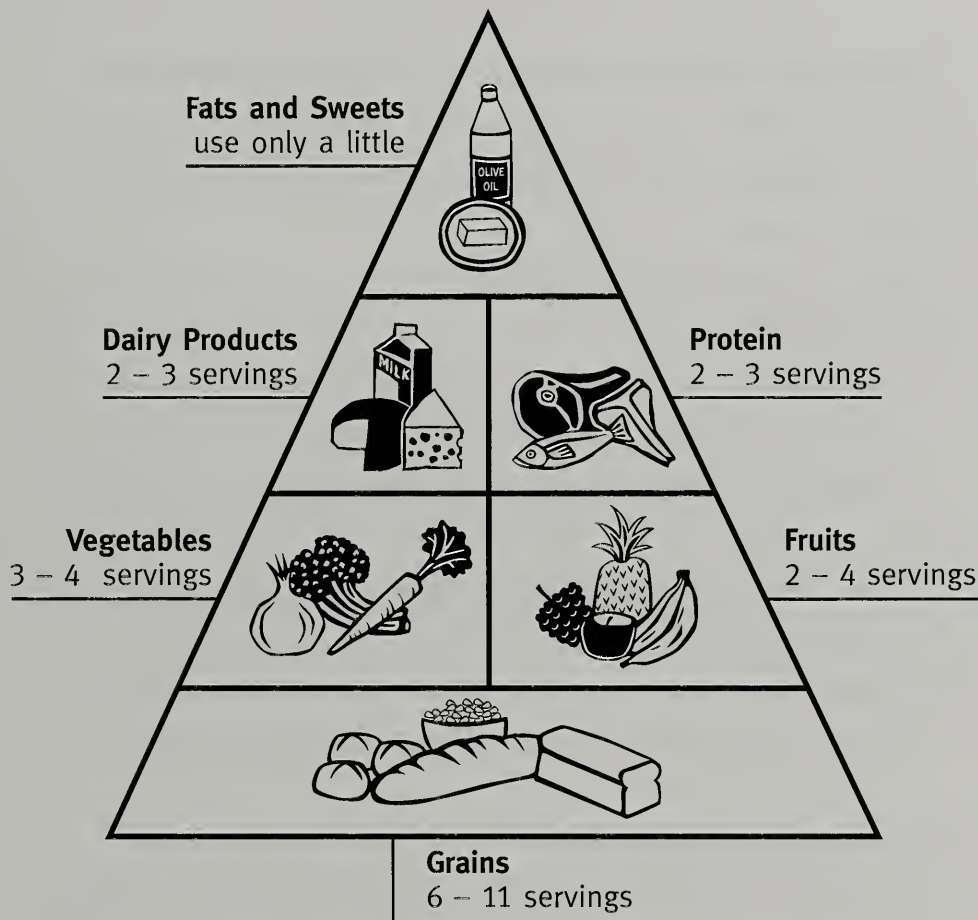 Fats and Sweets
use only a little
OLIVE
OIL
Dairy Products
2 – 3 servings
MILK
Protein
2 – 3 servings
Vegetables
3 – 4 servings
Fruits
2 – 4 servings
Grains
6 – 11 servings